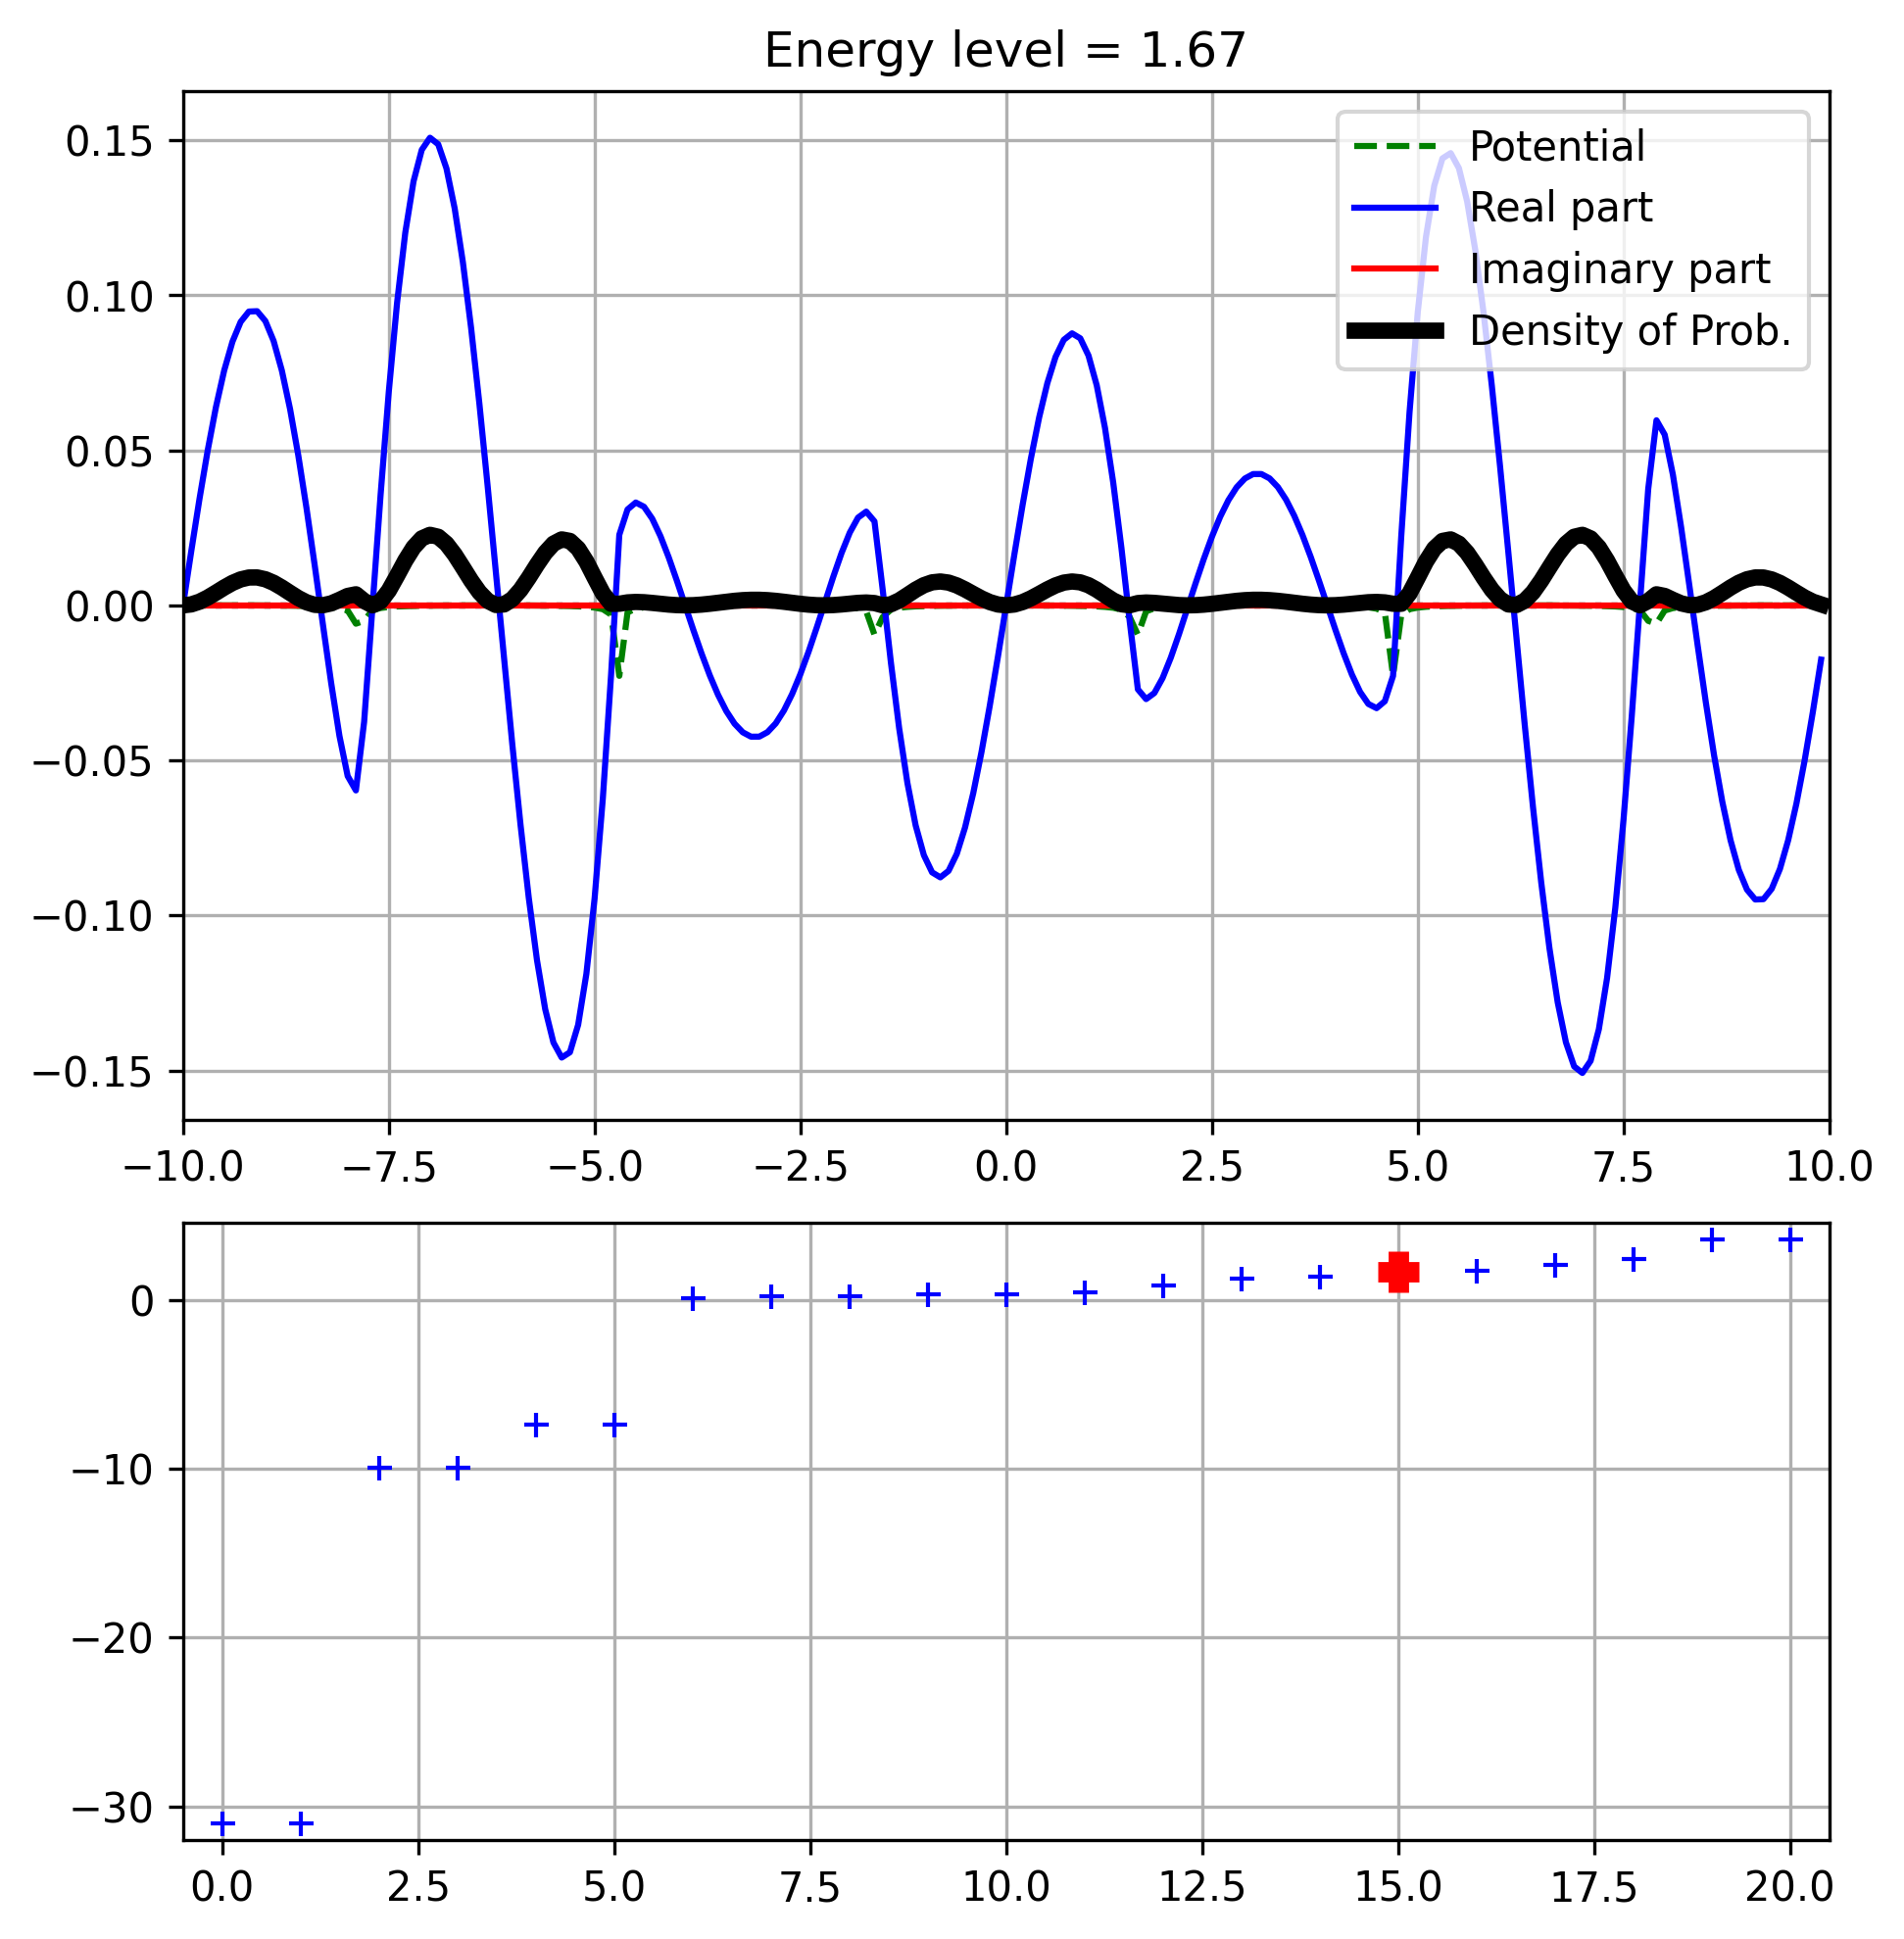 Energy level = 1.67
0.15
0.10
0.05
0.00
−0.05
−0.10
−0.15
Potential
Real part
Imaginary part
Density of Prob.
−10.0 −7.5 −5.0 −2.5 0.0 2.5 5.0 7.5 10.0
0
−10
−20
−30
0.0 2.5 5.0 7.5 10.0 12.5 15.0 17.5 20.0